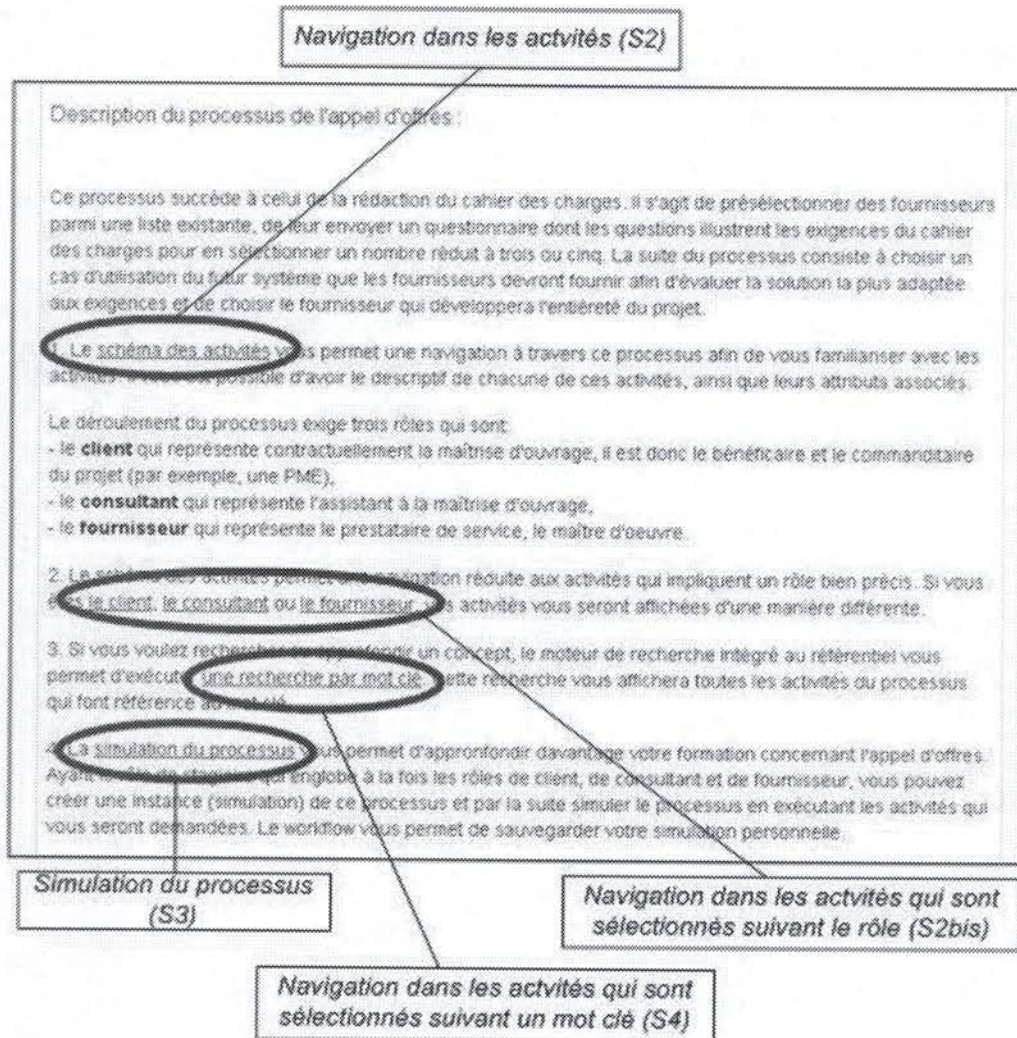 Navigation dans les actvités (S2)
Description du processus de l'appel d'offres :
Ce processus succède à celui de la rédaction du cahier des charges. Il s'agit de présélectionner des fournisseurs
parmi une liste existante, de leur envoyer un questionnaire dont les questions illustrent les exigences du cahier
des charges pour en sélectionner un nombre réduit à trois ou cinq. La suite du processus consiste à choisir un
cas d'utilisation du futur système que les fournisseurs devront fournir afin d'évaluer la solution la plus adaptée
aux exigences et de choisir le fournisseur qui développera l'entièreté du projet.
1. Le schéma des activités vous permet une navigation à travers ce processus afin de vous familiariser avec les
activités possible d'avoir le descriptif de chacune de ces activités, ainsi que leurs attributs associés.
Le déroulement du processus exige trois rôles qui sont:
- le client qui représente contractuellement la maîtrise d'ouvrage, il est donc le bénéficaire et le commanditaire
du projet (par exemple, une PME),
- le consultant qui représente l'assistant à la maîtrise d'ouvrage,
- le fournisseur qui représente le prestataire de service, le maître d'oeuvre.
2. Le schéma des activités permet une navigation réduite aux activités qui impliquent un rôle bien précis. Si vous
êtes le client, le consultant ou le fournisseur, activités vous seront affichées d'une manière différente.
3. Si vous voulez rechercher ou approfondir un concept, le moteur de recherche intégré au référentiel vous
permet d'exécuter une recherche par mot clé. Cette recherche vous affichera toutes les activités du processus
qui font référence au mot clé.
4. La simulation du processus vous permet d'appronfondir davantage votre formation concernant l'appel d'offres.
Ayant qui englobe à la fois les rôles de client, de consultant et de fournisseur, vous pouvez
créer une instance (simulation) de ce processus et par la suite simuler le processus en exécutant les activités qui
vous seront demandées. Le workflow vous permet de sauvegarder votre simulation personnelle.
Simulation du processus
(S3)
Navigation dans les actvités qui sont
sélectionnés suivant le rôle (S2bis)
Navigation dans les actvités qui sont
sélectionnés suivant un mot clé (S4)